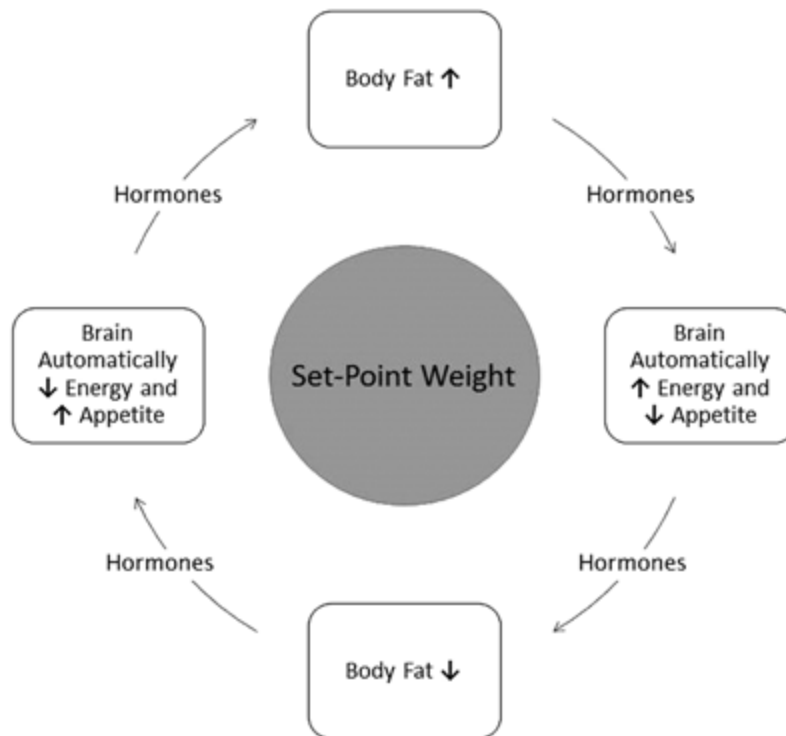 Body Fat ↑
Hormones
Hormones
Brain
Automatically
↓ Energy and
↑ Appetite
Set-Point Weight
Brain
Automatically
↑ Energy and
↓ Appetite
Hormones
Hormones
Body Fat ↓